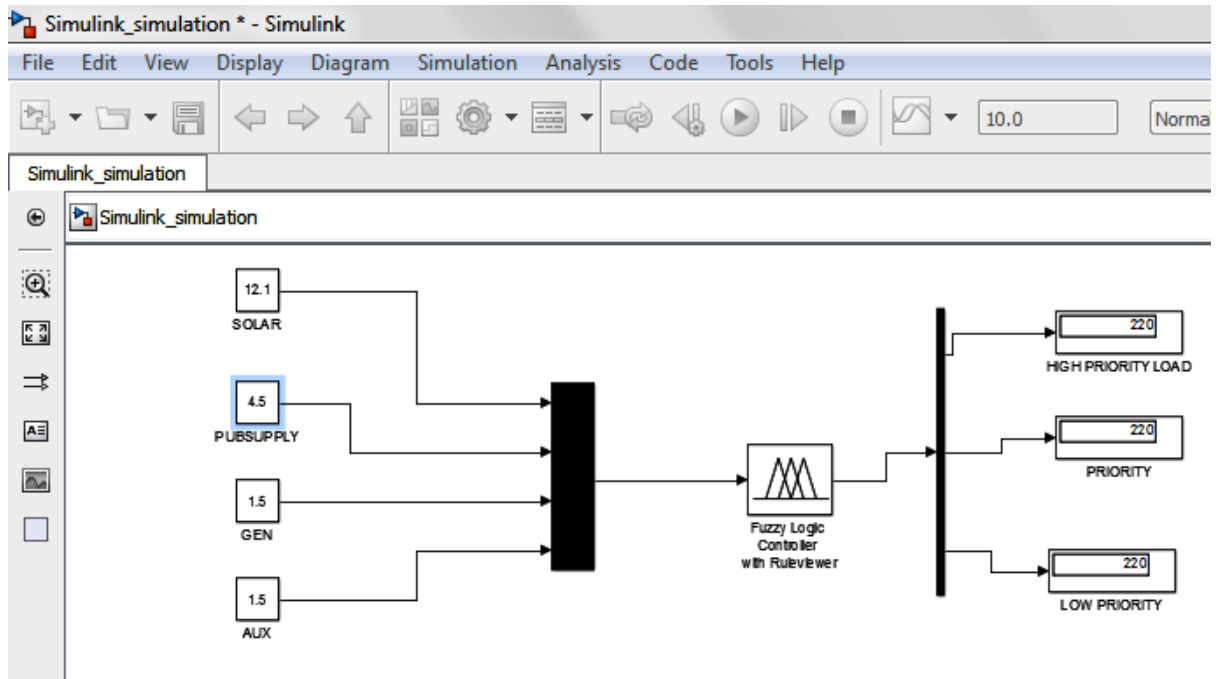 Simulink_simulation * - Simulink
File Edit View Display Diagram Simulation Analysis Code Tools Help
10.0 Normal
Simulink_simulation
Simulink_simulation
12.1
SOLAR
4.5
PUBSUPPLY
1.5
GEN
1.5
AUX
Fuzzy Logic
Controller
with Ruleviewer
220
HIGH PRIORITY LOAD
220
PRIORITY
220
LOW PRIORITY